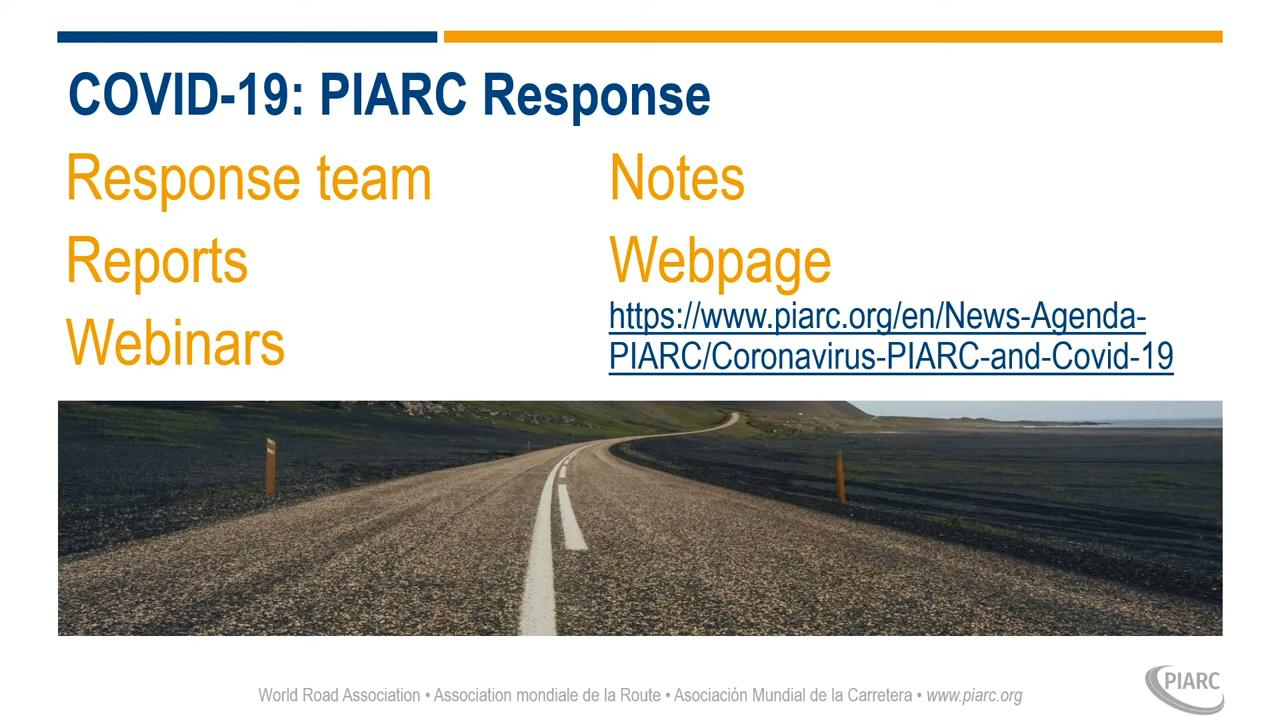 COVID-19: PIARC Response
Response team
Reports
Webinars
Notes
Webpage
https://www.piarc.org/en/News-Agenda-
PIARC/Coronavirus-PIARC-and-Covid-19
World Road Association • Association mondiale de la Route • Asociación Mundial de la Carretera • www.piarc.org
PIARC